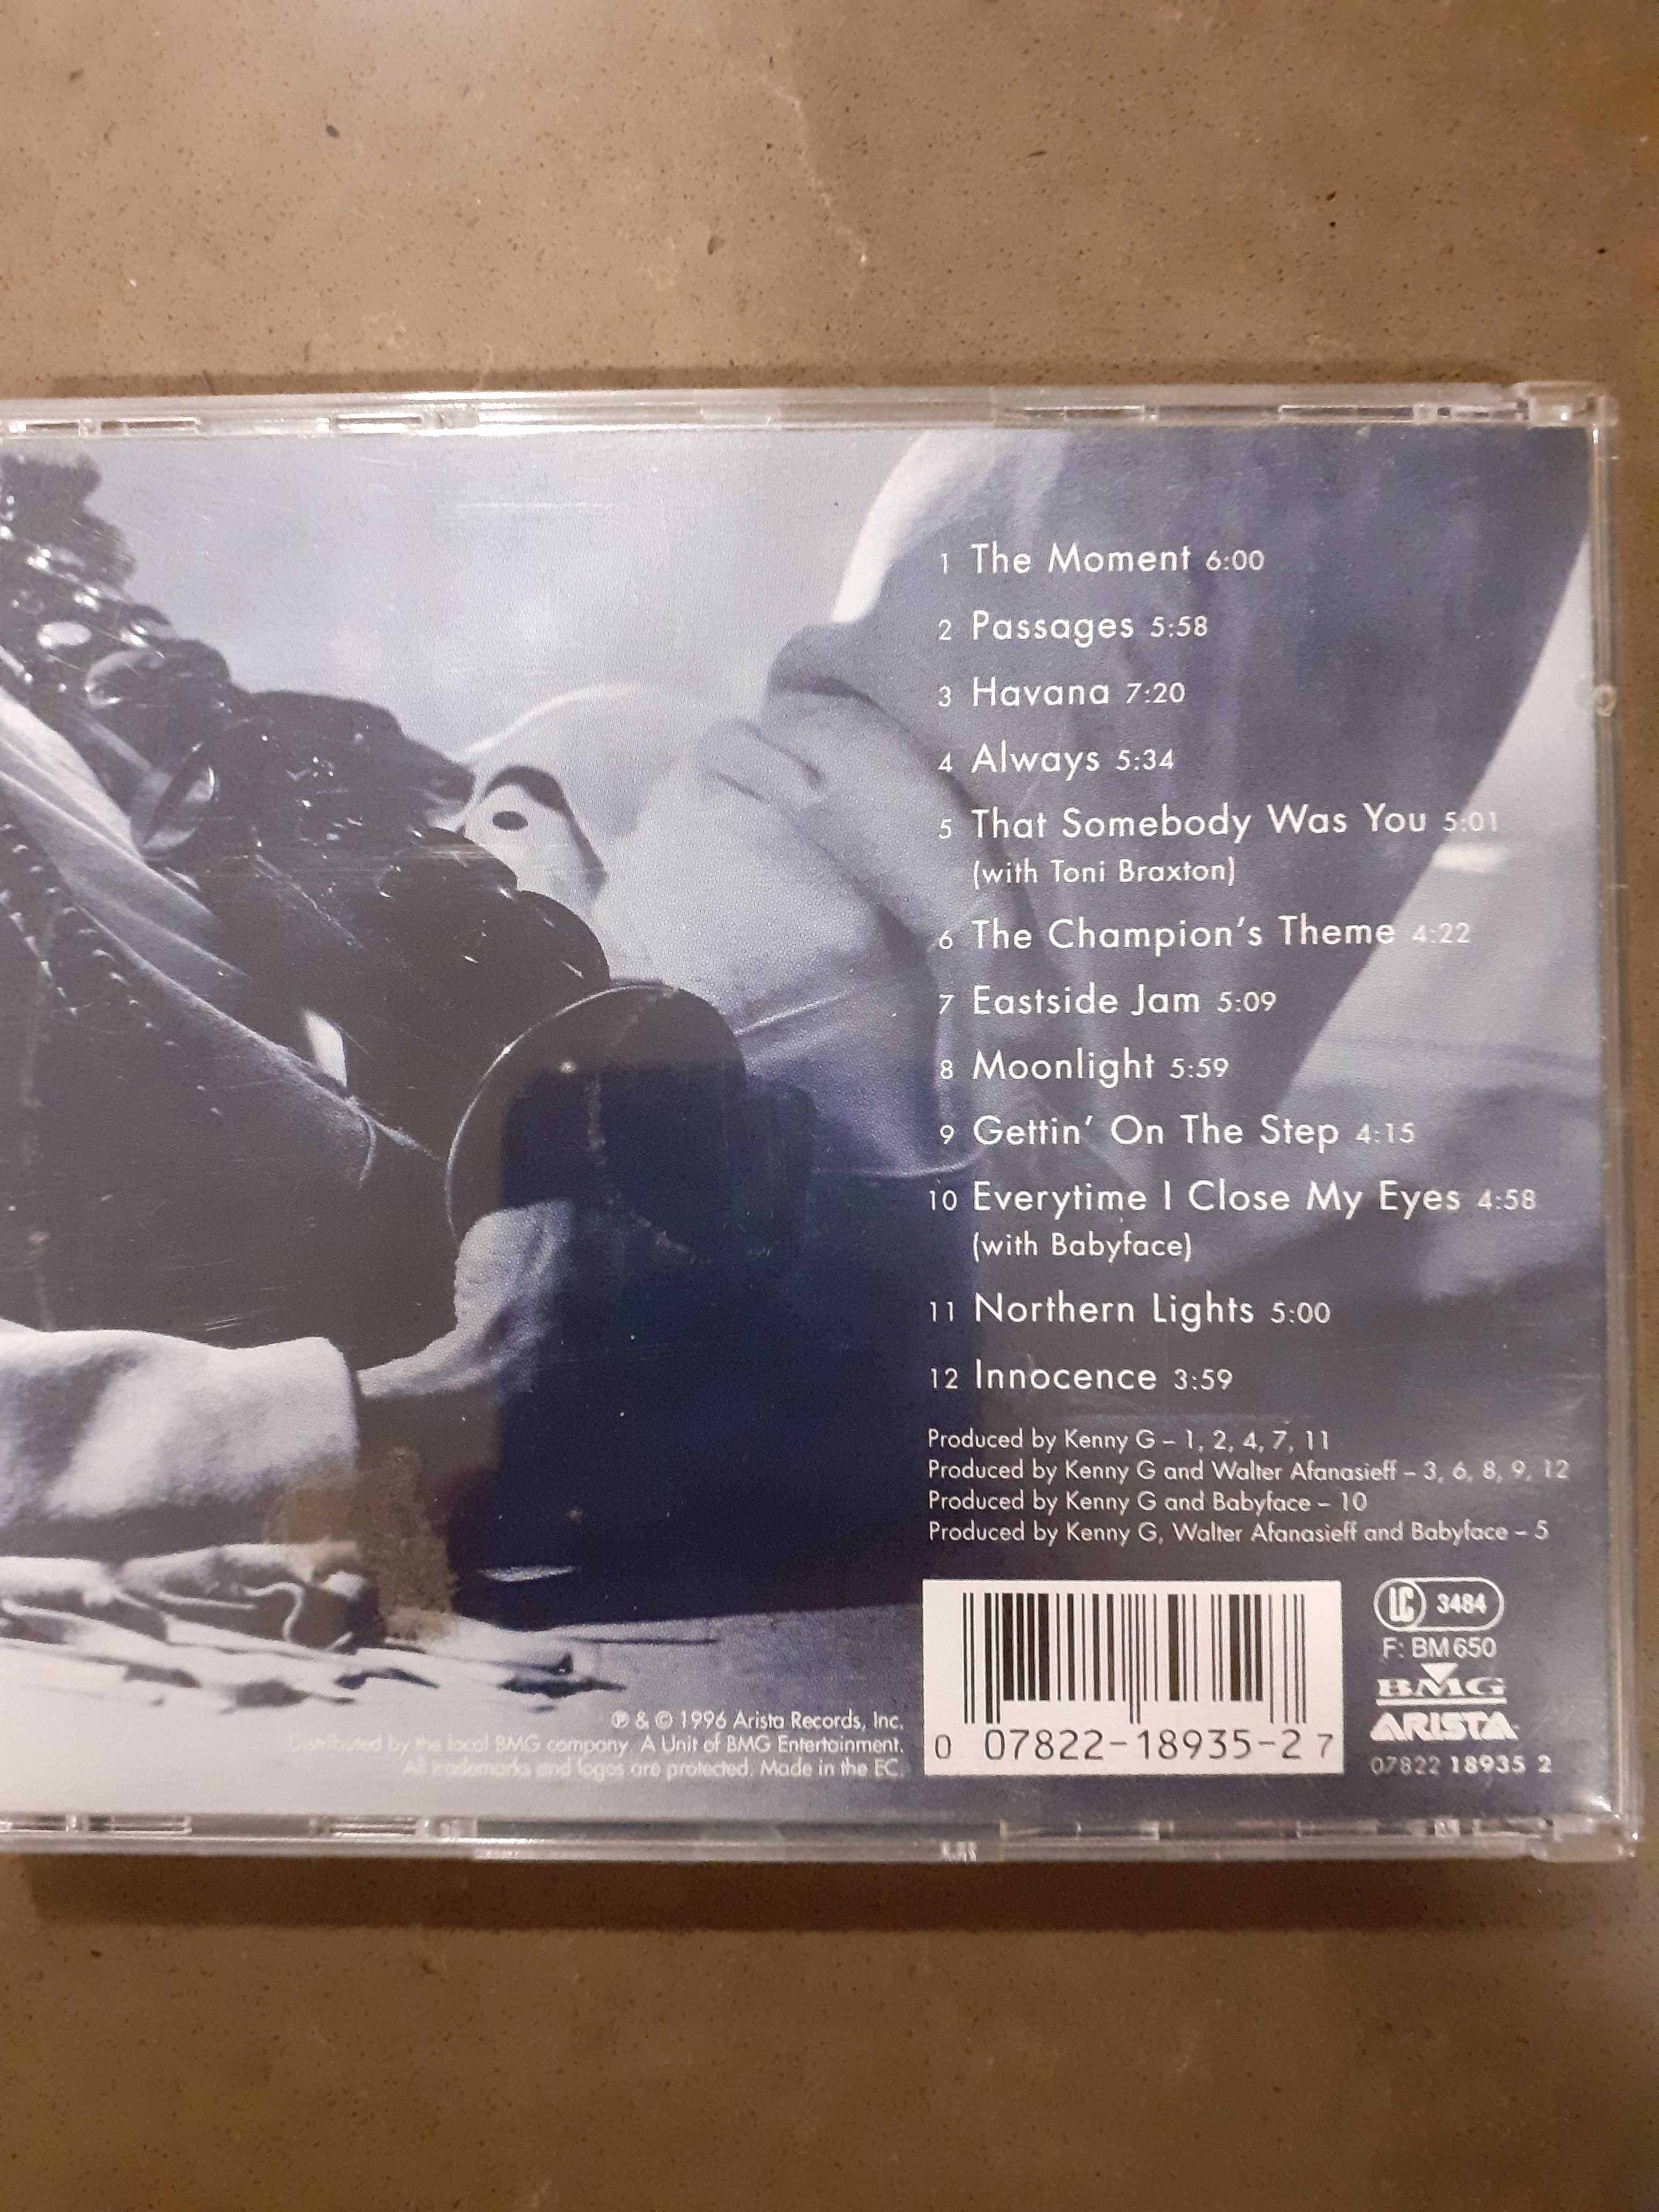 1 The Moment 6:00
2 Passages 5:58
3 Havana 7:20
4 Always 5:34
5 That Somebody Was You 5:01
(with Toni Braxton)
6 The Champion's Theme 4:22
7 Eastside Jam 5:09
8 Moonlight 5:59
9 Gettin' On The Step 4:15
10 Everytime I Close My Eyes 4:58
(with Babyface)
11 Northern Lights 5:00
12 Innocence 3:59
Produced by Kenny G – 1, 2, 4, 7, 11
Produced by Kenny G and Walter Afanasieff – 3, 6, 8, 9, 12
Produced by Kenny G and Babyface – 10
Produced by Kenny G, Walter Afanasieff and Babyface – 5
℗ & © 1996 Arista Records, Inc.
Distributed by the local BMG company. A Unit of BMG Entertainment.
All trademarks and logos are protected. Made in the EC.
0 07822-18935-2 7
LC 3484
F: BM 650
BMG
ARISTA
07822 18935 2